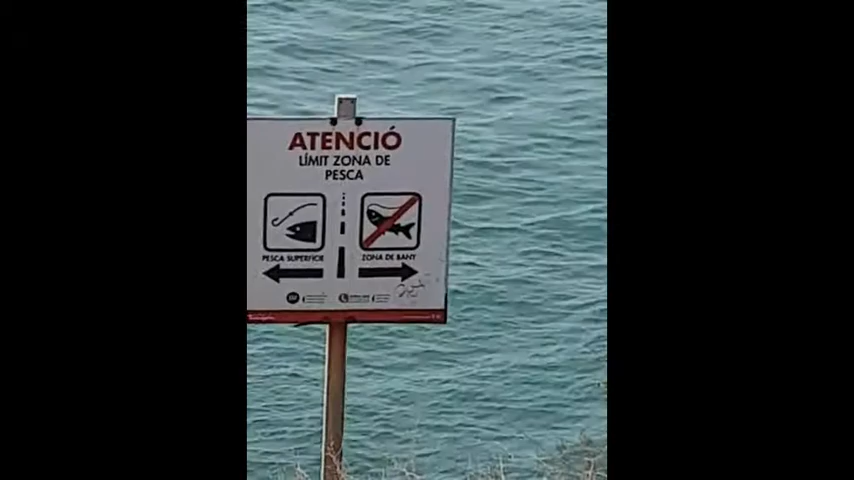 ATENCIÓ
LÍMIT ZONA DE
PESCA
PESCA SUPERFÍCIE
ZONA DE BANY